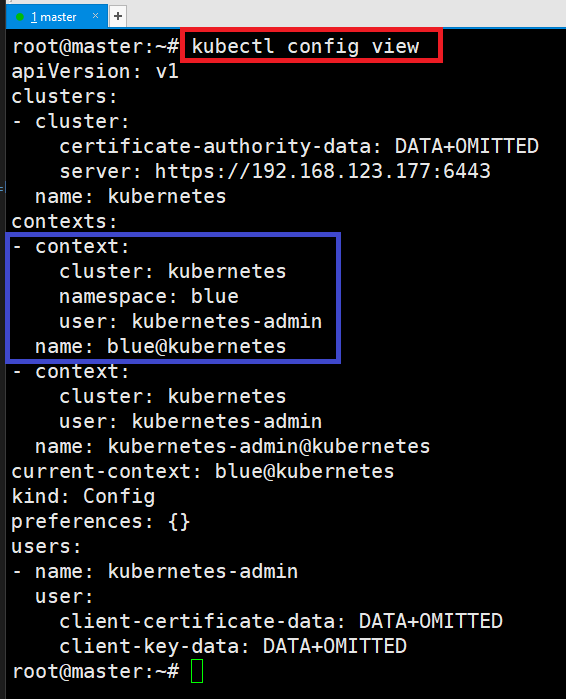 1 master × +
root@master:~# kubectl config view
apiVersion: v1
clusters:
- cluster:
    certificate-authority-data: DATA+OMITTED
    server: https://192.168.123.177:6443
  name: kubernetes
contexts:
- context:
    cluster: kubernetes
    namespace: blue
    user: kubernetes-admin
  name: blue@kubernetes
- context:
    cluster: kubernetes
    user: kubernetes-admin
  name: kubernetes-admin@kubernetes
current-context: blue@kubernetes
kind: Config
preferences: {}
users:
- name: kubernetes-admin
  user:
    client-certificate-data: DATA+OMITTED
    client-key-data: DATA+OMITTED
root@master:~#